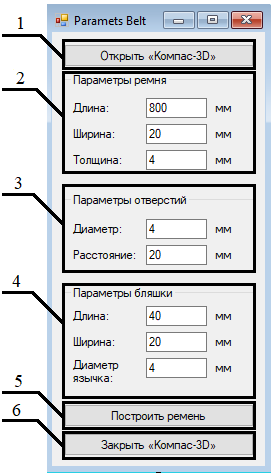 Paramets Belt
1
Открыть «Компас-3D»
2
Параметры ремня
Длина: 800 мм
Ширина: 20 мм
Толщина: 4 мм
3
Параметры отверстий
Диаметр: 4 мм
Расстояние: 20 мм
4
Параметры бляшки
Длина: 40 мм
Ширина: 20 мм
Диаметр
язычка: 4 мм
5
Построить ремень
6
Закрыть «Компас-3D»